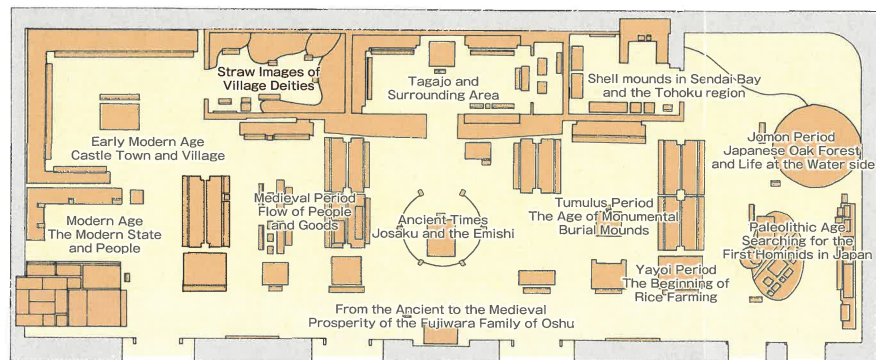 Straw Images of
Village Deities
Tagajo and
Surrounding Area
Shell mounds in Sendai Bay
and the Tohoku region
Early Modern Age
Castle Town and Village
Jomon Period
Japanese Oak Forest
and Life at the Water side
Medieval Period
Flow of People
and Goods
Tumulus Period
The Age of Monumental
Burial Mounds
Modern Age
The Modern State
and People
Ancient Times
Josaku and the Emishi
Paleolithic Age
Searching for the
First Hominids in Japan
Yayoi Period
The Beginning of
Rice Farming
From the Ancient to the Medieval
Prosperity of the Fujiwara Family of Oshu